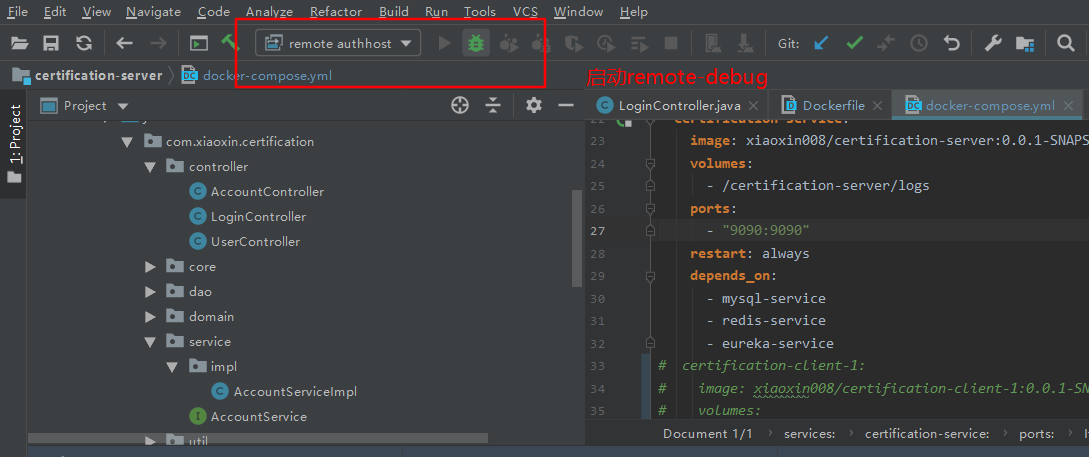 File Edit View Navigate Code Analyze Refactor Build Run Tools VCS Window Help
remote authhost
Git:
certification-server docker-compose.yml
启动remote-debug
1: Project
Project
com.xiaoxin.certification
controller
AccountController
LoginController
UserController
core
dao
domain
service
impl
AccountServiceImpl
AccountService
util
LoginController.java Dockerfile docker-compose.yml
22 certification-service:
23 image: xiaoxin008/certification-server:0.0.1-SNAPS
24 volumes:
25 - /certification-server/logs
26 ports:
27 - "9090:9090"
28 restart: always
29 depends_on:
30 - mysql-service
31 - redis-service
32 - eureka-service
33 # certification-client-1:
34 # image: xiaoxin008/certification-client-1:0.0.1-SN
35 # volumes:
Document 1/1 services: certification-service: ports: